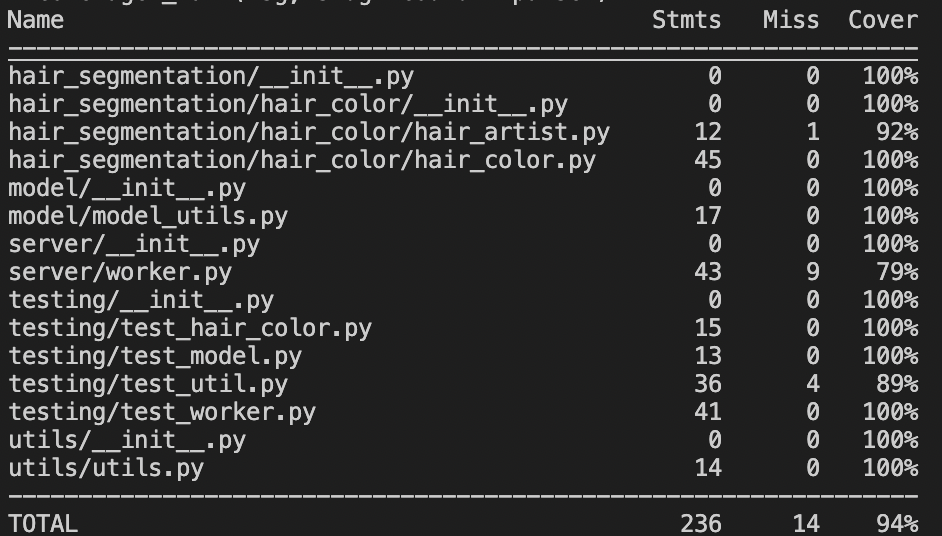 Name Stmts Miss Cover
hair_segmentation/__init__.py 0 0 100%
hair_segmentation/hair_color/__init__.py 0 0 100%
hair_segmentation/hair_color/hair_artist.py 12 1 92%
hair_segmentation/hair_color/hair_color.py 45 0 100%
model/__init__.py 0 0 100%
model/model_utils.py 17 0 100%
server/__init__.py 0 0 100%
server/worker.py 43 9 79%
testing/__init__.py 0 0 100%
testing/test_hair_color.py 15 0 100%
testing/test_model.py 13 0 100%
testing/test_util.py 36 4 89%
testing/test_worker.py 41 0 100%
utils/__init__.py 0 0 100%
utils/utils.py 14 0 100%
TOTAL 236 14 94%